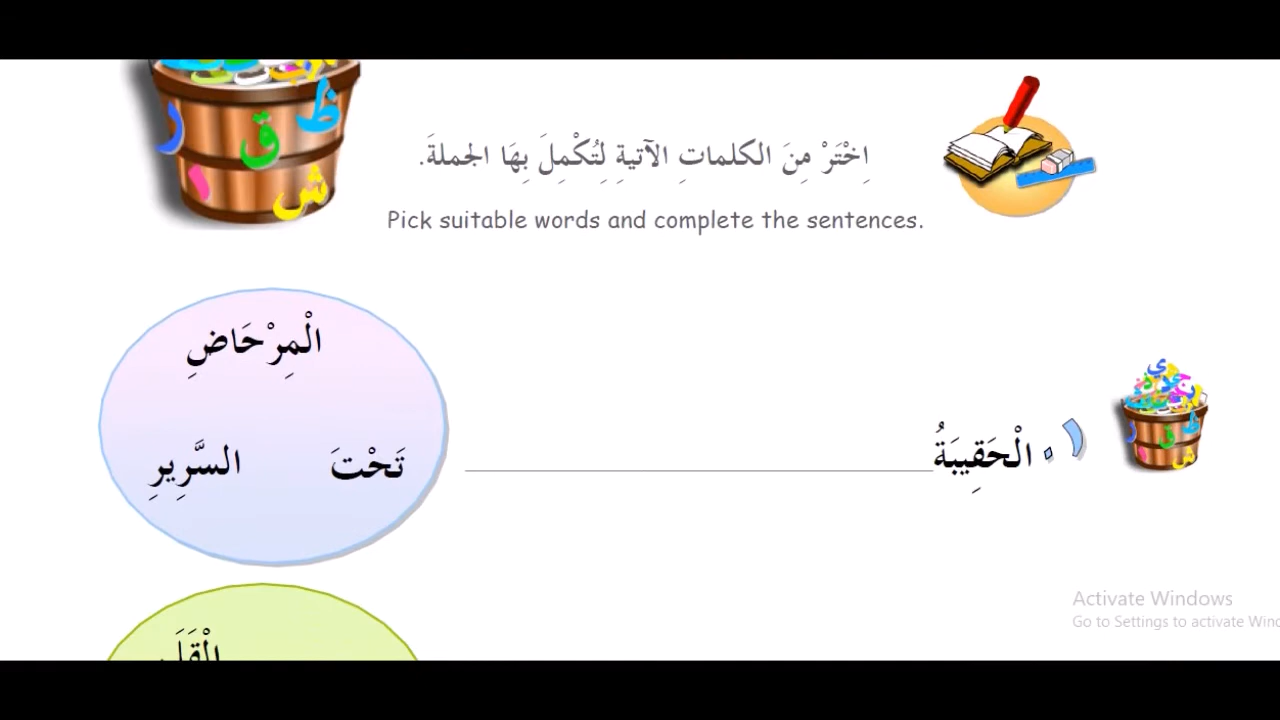 اِخْتَرْ مِنَ الكلماتِ الآتيةِ لِتُكْمِلَ بِهَا الجملةَ.
Pick suitable words and complete the sentences.
الْمِرْحَاضِ
١. الْحَقِيبَةُ
تَحْتَ السَّرِيرِ
Activate Windows
Go to Settings to activate Wind